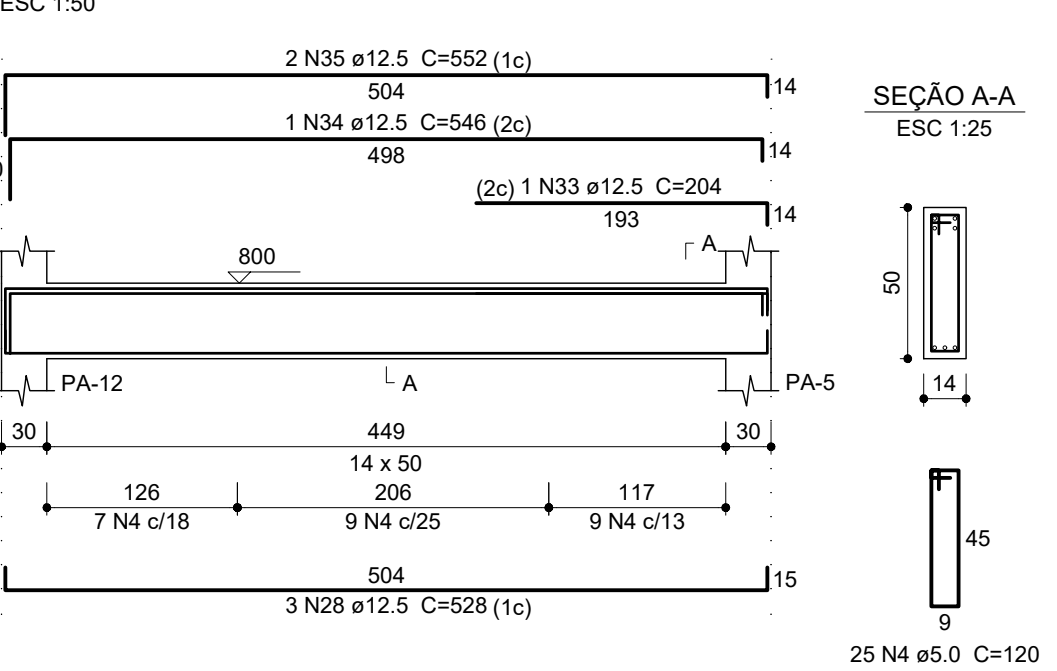 ESC 1:50
2 N35 ø12.5 C=552 (1c)
504
14
1 N34 ø12.5 C=546 (2c)
498
14
(2c) 1 N33 ø12.5 C=204
193
14
A
800
PA-12
A
PA-5
30
449
30
14 x 50
126
206
117
7 N4 c/18
9 N4 c/25
9 N4 c/13
504
15
3 N28 ø12.5 C=528 (1c)
SEÇÃO A-A
ESC 1:25
50
14
45
9
25 N4 ø5.0 C=120